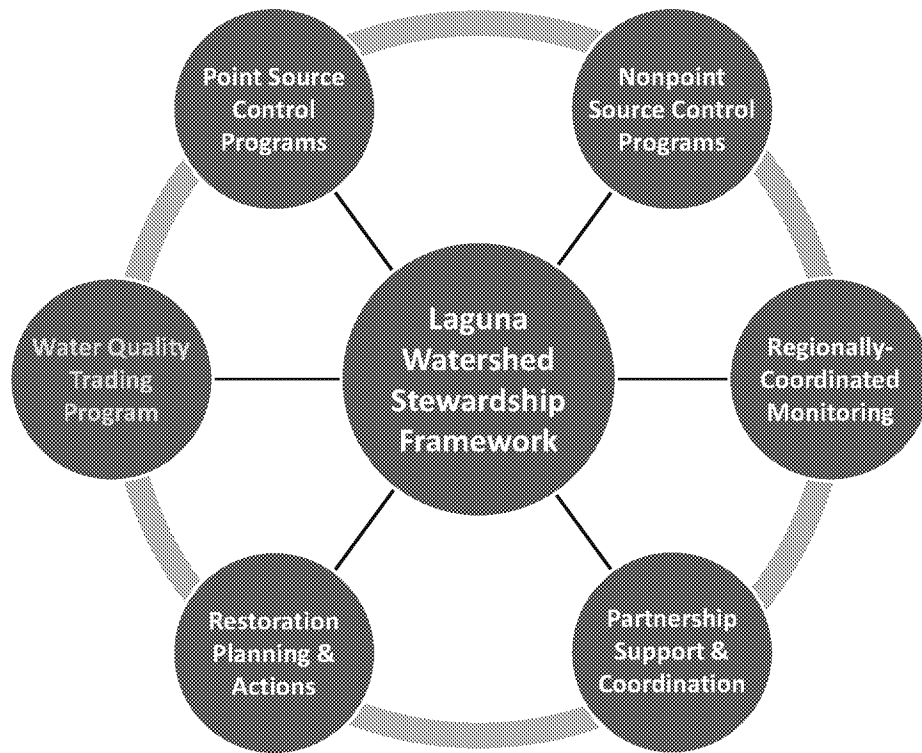 Point Source
Control
Programs
Nonpoint
Source Control
Programs
Water Quality
Trading
Program
Laguna
Watershed
Stewardship
Framework
Regionally-
Coordinated
Monitoring
Restoration
Planning &
Actions
Partnership
Support &
Coordination